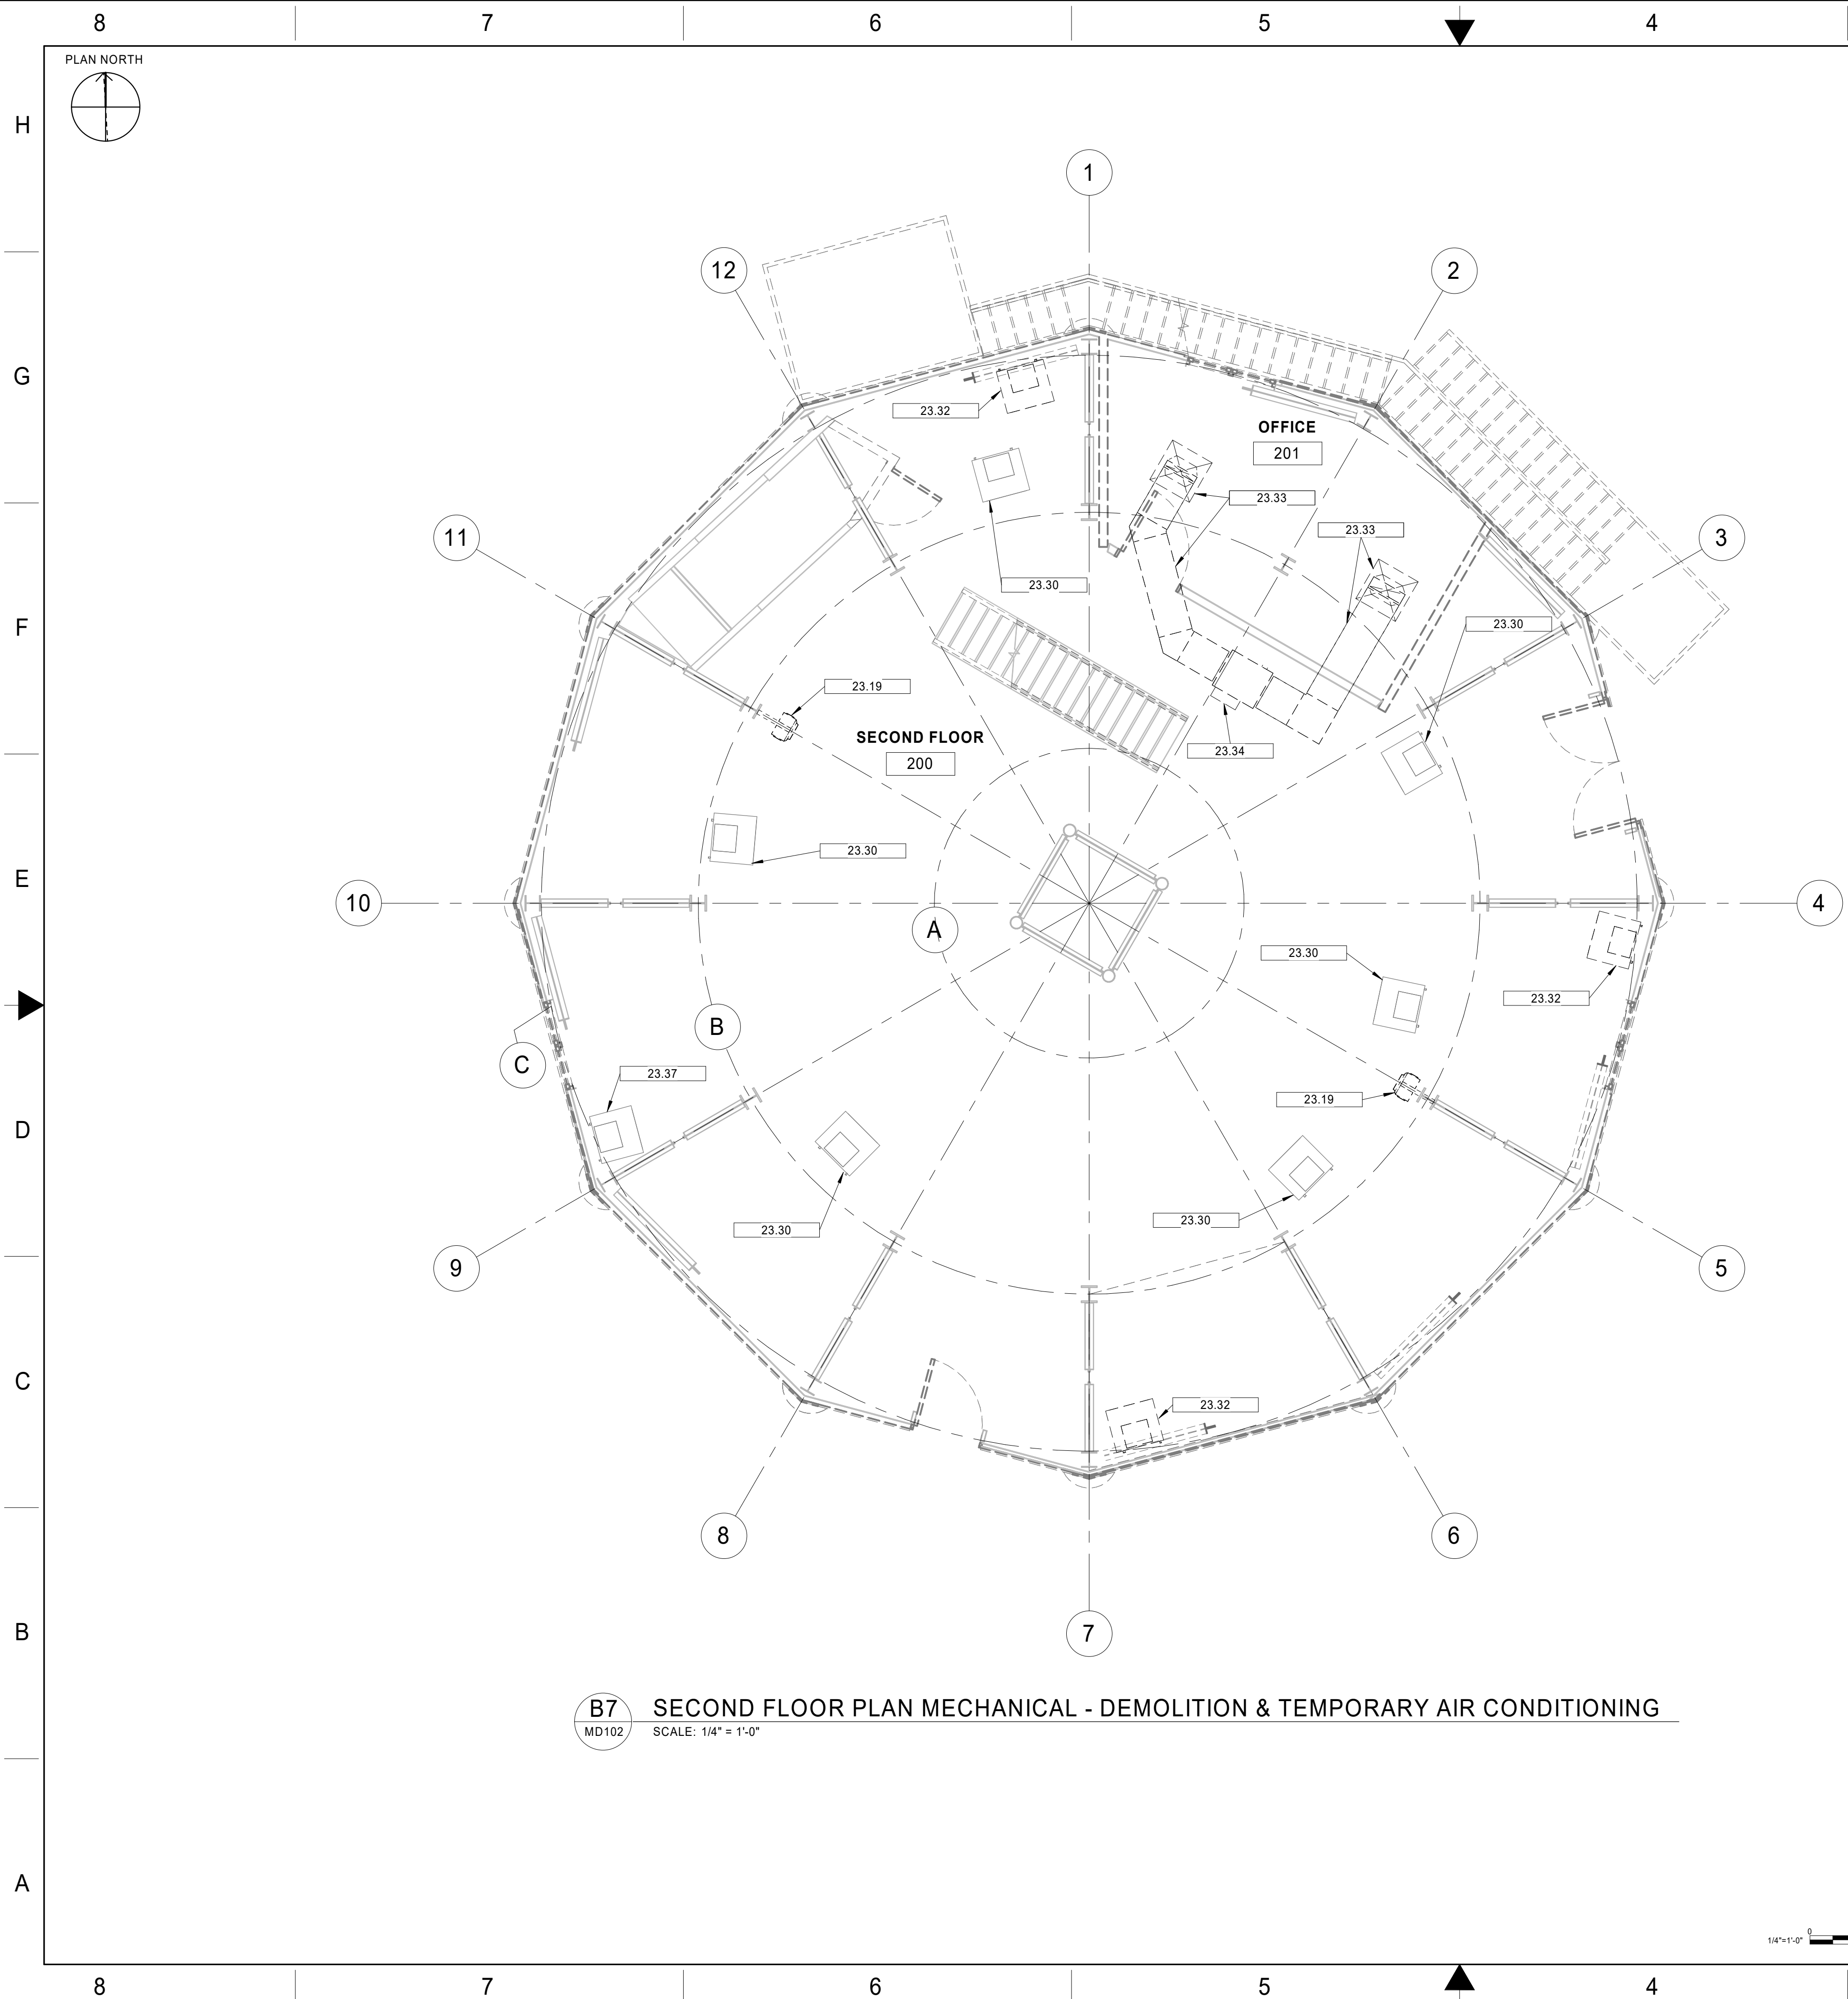 8 7 6 5 4
PLAN NORTH
H
1
12
2
G
23.32
OFFICE
201
23.33
23.33
11
3
23.30
F
23.30
23.19
SECOND FLOOR
200
23.34
23.30
E
10
4
A
23.30
23.32
B
C
23.37
23.19
D
23.30
23.30
9
5
C
23.32
8
6
B
7
B7
MD102
SECOND FLOOR PLAN MECHANICAL - DEMOLITION & TEMPORARY AIR CONDITIONING
SCALE: 1/4" = 1'-0"
A
0
1/4"=1'-0"
8 7 6 5 4